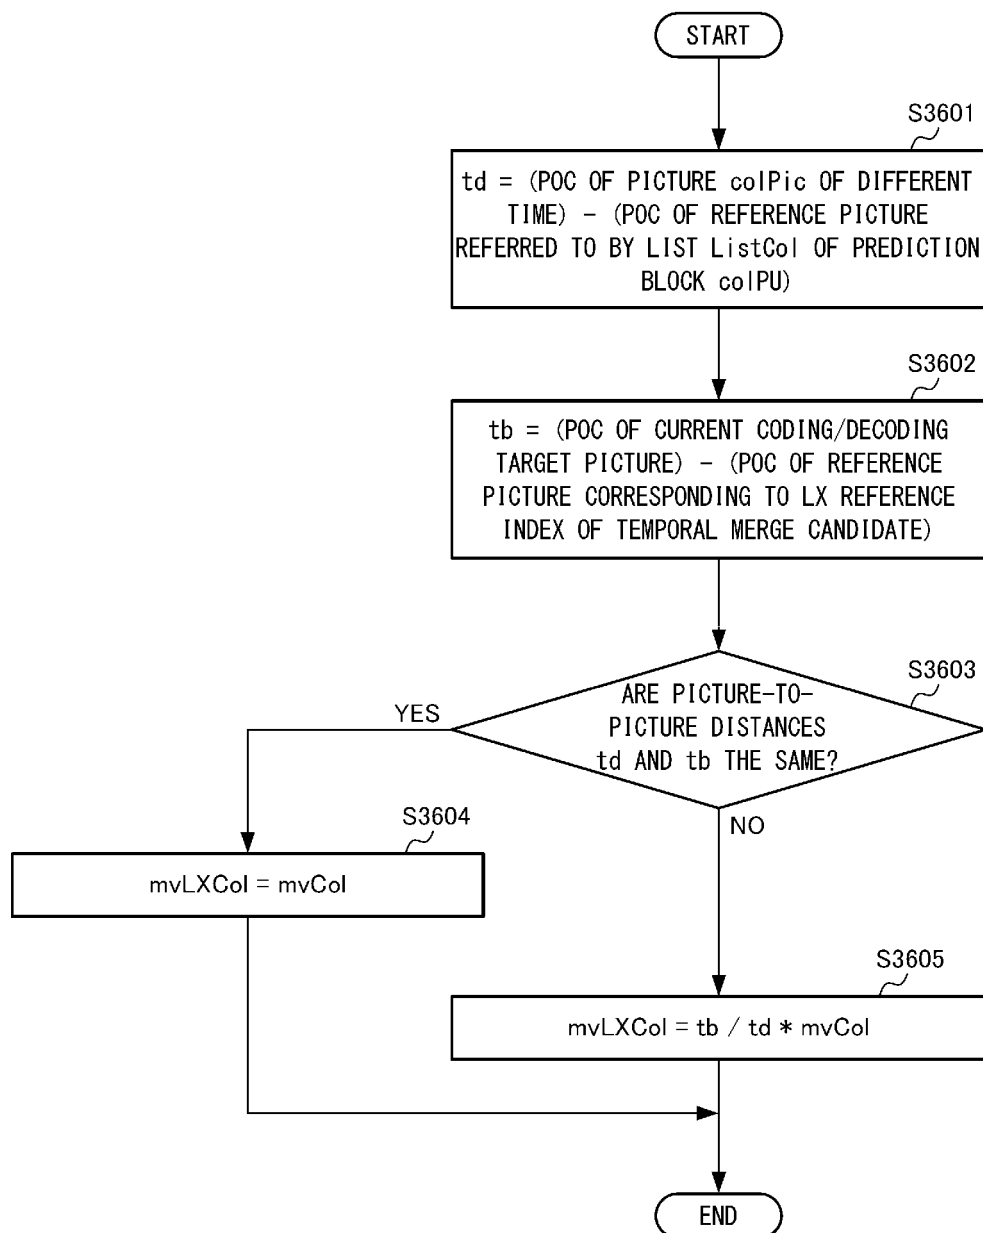 START
S3601
td = (POC OF PICTURE colPic OF DIFFERENT
TIME) - (POC OF REFERENCE PICTURE
REFERRED TO BY LIST ListCol OF PREDICTION
BLOCK colPU)
S3602
tb = (POC OF CURRENT CODING/DECODING
TARGET PICTURE) - (POC OF REFERENCE
PICTURE CORRESPONDING TO LX REFERENCE
INDEX OF TEMPORAL MERGE CANDIDATE)
S3603
ARE PICTURE-TO-
PICTURE DISTANCES
td AND tb THE SAME?
YES
NO
S3604
mvLXCol = mvCol
S3605
mvLXCol = tb / td * mvCol
END